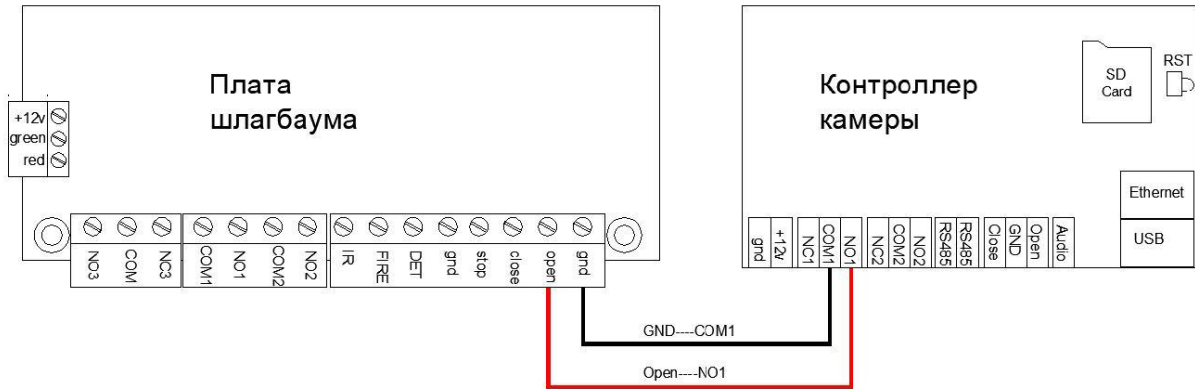 Плата
шлагбаума
+12v
green
red
NO3
COM
NC3
COM1
NO1
COM2
NO2
IR
FIRE
DET
gnd
stop
close
open
gnd
Контроллер
камеры
SD
Card
RST
Ethernet
USB
gnd
+12v
NC1
COM1
NO1
NC2
COM2
NO2
RS485
RS485
Close
GND
Open
Audio
GND----COM1
Open----NO1